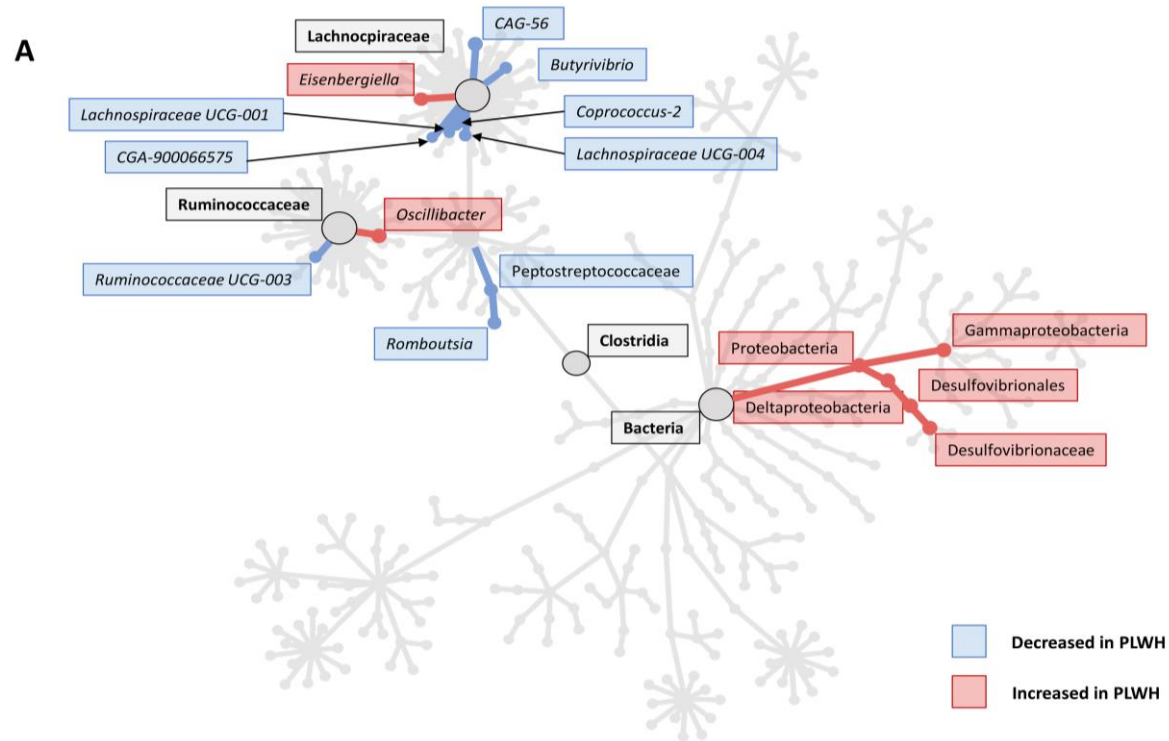 A
CAG-56
Lachnocpiraceae
Butyrivibrio
Eisenbergiella
Lachnospiraceae UCG-001
Coprococcus-2
CGA-900066575
Lachnospiraceae UCG-004
Ruminococcaceae
Oscillibacter
Ruminococcaceae UCG-003
Peptostreptococcaceae
Romboutsia
Clostridia
Proteobacteria
Gammaproteobacteria
Desulfovibrionales
Deltaproteobacteria
Bacteria
Desulfovibrionaceae
Decreased in PLWH
Increased in PLWH